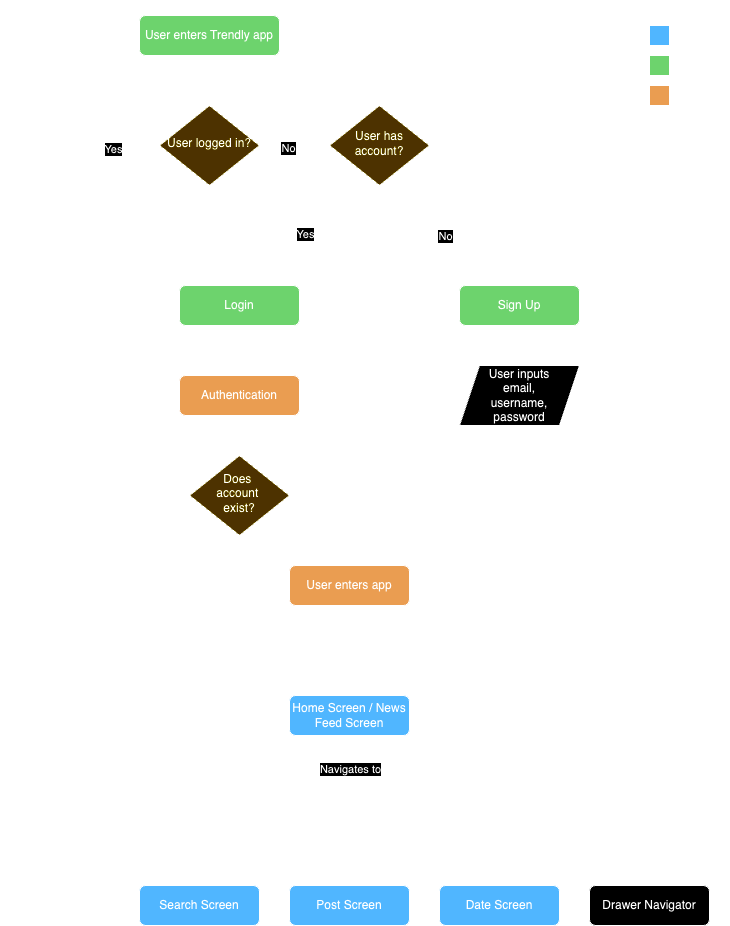 User enters Trendly app
User logged in?
User has
account?
Yes
No
Yes
No
Login
Sign Up
User inputs
email,
username,
password
Authentication
Does
account
exist?
User enters app
Home Screen / News
Feed Screen
Navigates to
Search Screen
Post Screen
Date Screen
Drawer Navigator